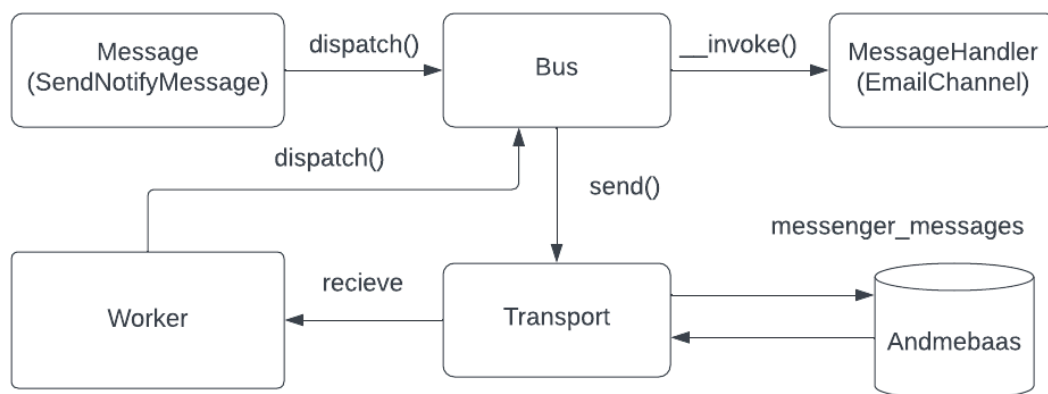 Message
(SendNotifyMessage)
dispatch()
Bus
__invoke()
MessageHandler
(EmailChannel)
dispatch()
send()
messenger_messages
Worker
recieve
Transport
Andmebaas